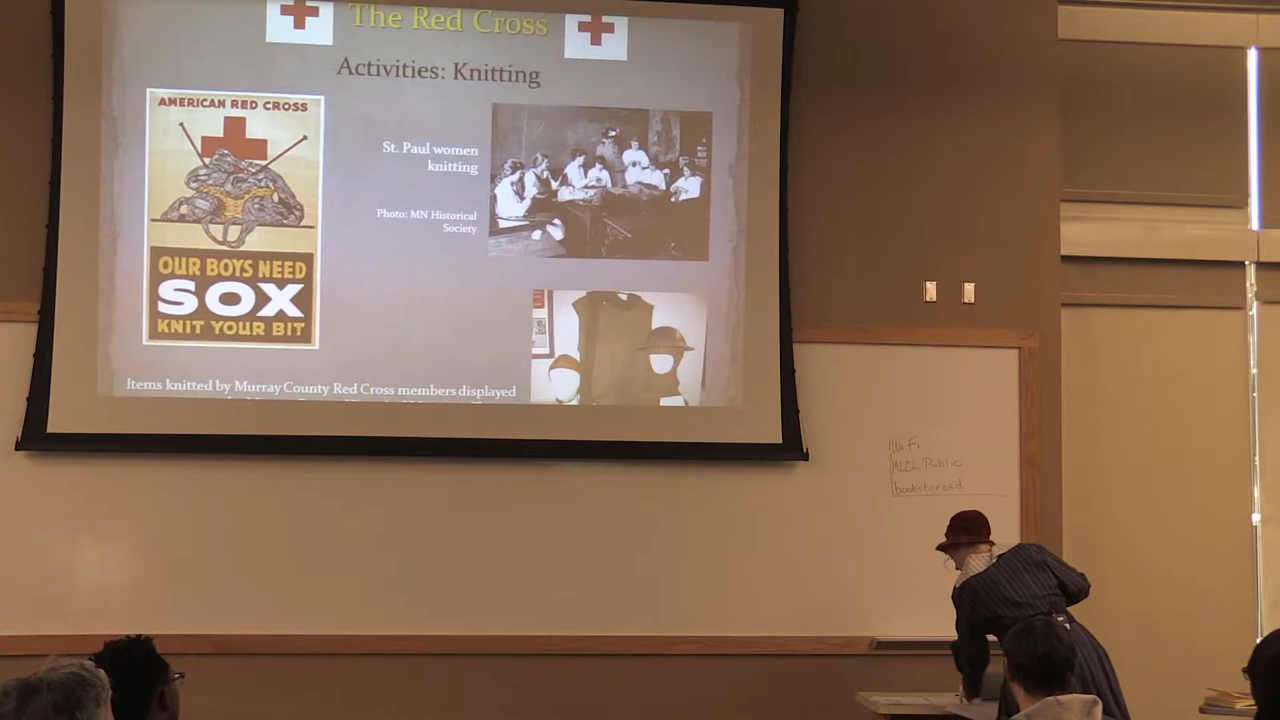 The Red Cross
Activities: Knitting
AMERICAN RED CROSS
OUR BOYS NEED
SOX
KNIT YOUR BIT
St. Paul women
knitting
Photo: MN Historical
Society
Items knitted by Murray County Red Cross members displayed
Wi Fi
MLCL Public
books2read